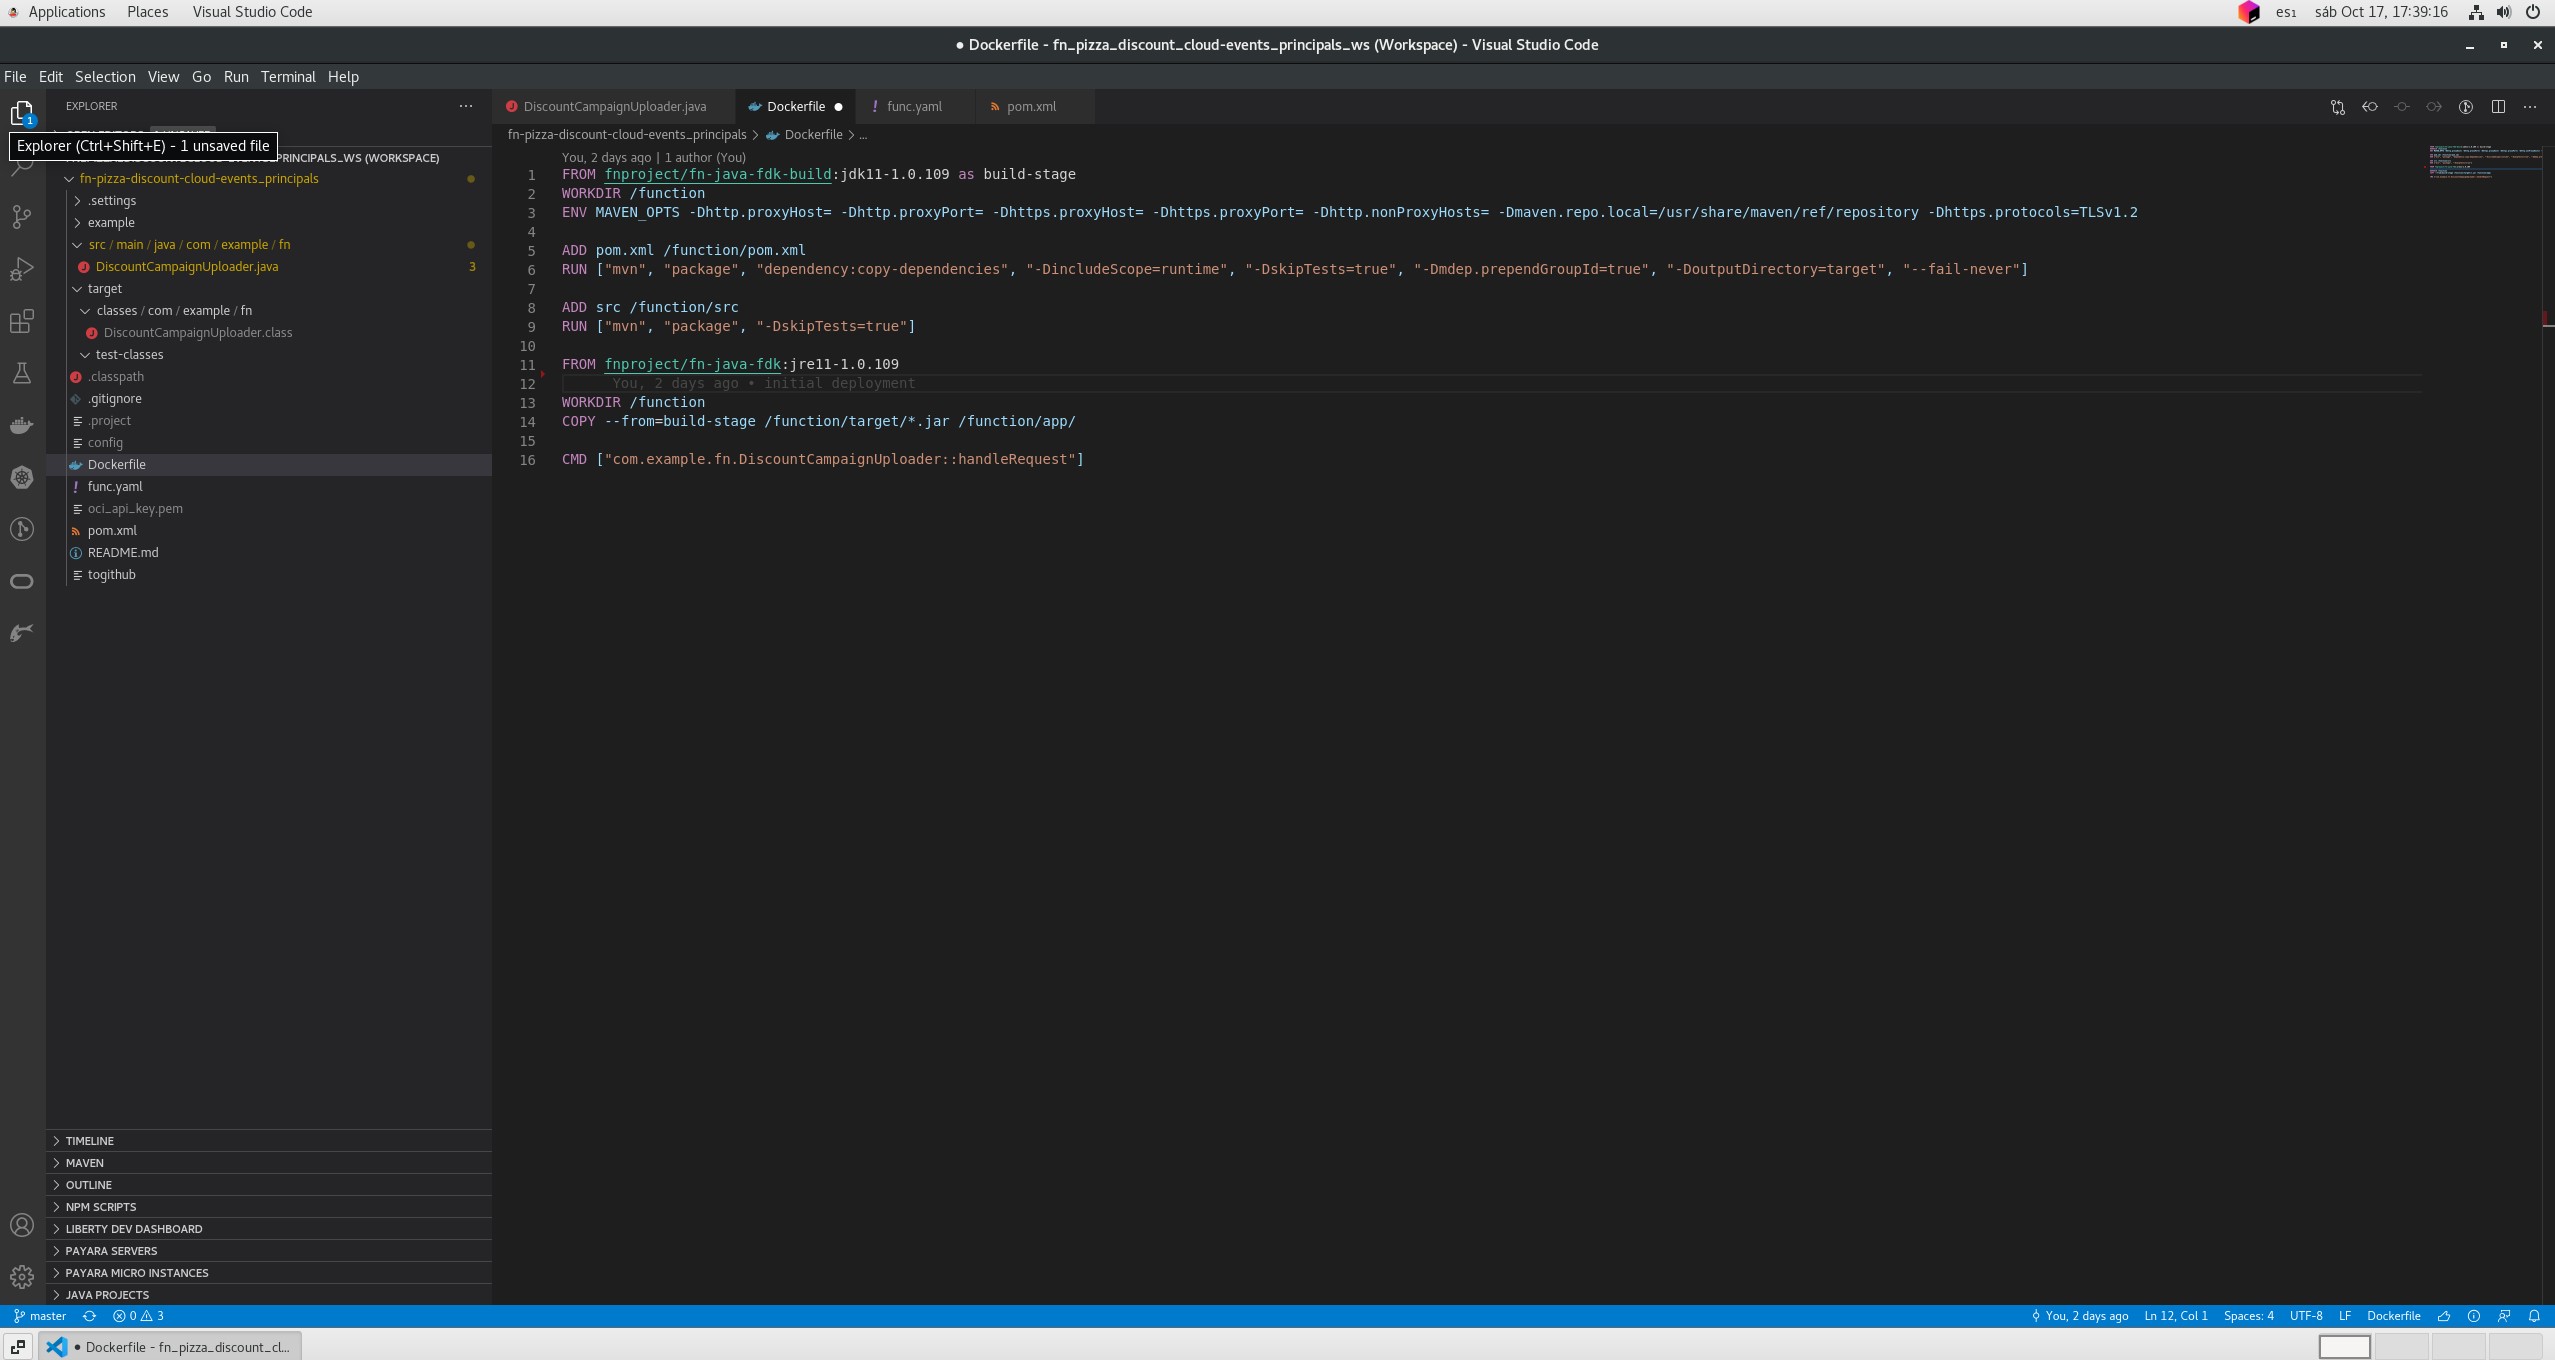 Applications Places Visual Studio Code es₁ sáb Oct 17, 17:39:16
● Dockerfile - fn_pizza_discount_cloud-events_principals_ws (Workspace) - Visual Studio Code
File Edit Selection View Go Run Terminal Help
EXPLORER
DiscountCampaignUploader.java Dockerfile func.yaml pom.xml
fn-pizza-discount-cloud-events_principals > Dockerfile > ...
1
Explorer (Ctrl+Shift+E) - 1 unsaved file
PRINCIPALS_WS (WORKSPACE)
fn-pizza-discount-cloud-events_principals
.settings
example
src / main / java / com / example / fn
DiscountCampaignUploader.java 3
target
classes / com / example / fn
DiscountCampaignUploader.class
test-classes
.classpath
.gitignore
.project
config
Dockerfile
func.yaml
oci_api_key.pem
pom.xml
README.md
togithub
TIMELINE
MAVEN
OUTLINE
NPM SCRIPTS
LIBERTY DEV DASHBOARD
PAYARA SERVERS
PAYARA MICRO INSTANCES
JAVA PROJECTS
You, 2 days ago | 1 author (You)
1 FROM fnproject/fn-java-fdk-build:jdk11-1.0.109 as build-stage
2 WORKDIR /function
3 ENV MAVEN_OPTS -Dhttp.proxyHost= -Dhttp.proxyPort= -Dhttps.proxyHost= -Dhttps.proxyPort= -Dhttp.nonProxyHosts= -Dmaven.repo.local=/usr/share/maven/ref/repository -Dhttps.protocols=TLSv1.2
4
5 ADD pom.xml /function/pom.xml
6 RUN ["mvn", "package", "dependency:copy-dependencies", "-DincludeScope=runtime", "-DskipTests=true", "-Dmdep.prependGroupId=true", "-DoutputDirectory=target", "--fail-never"]
7
8 ADD src /function/src
9 RUN ["mvn", "package", "-DskipTests=true"]
10
11 FROM fnproject/fn-java-fdk:jre11-1.0.109
12 You, 2 days ago • initial deployment
13 WORKDIR /function
14 COPY --from=build-stage /function/target/*.jar /function/app/
15
16 CMD ["com.example.fn.DiscountCampaignUploader::handleRequest"]
master 0 3 You, 2 days ago Ln 12, Col 1 Spaces: 4 UTF-8 LF Dockerfile
● Dockerfile - fn_pizza_discount_cl...